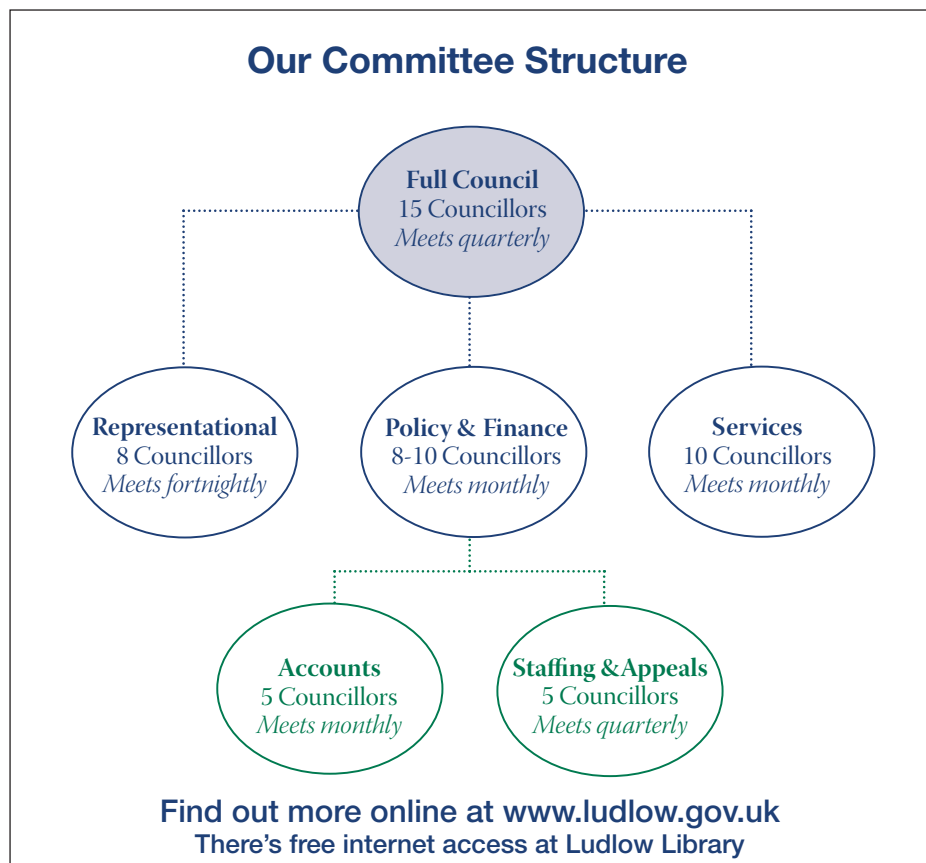 Our Committee Structure
Full Council
15 Councillors
Meets quarterly
Representational
8 Councillors
Meets fortnightly
Policy & Finance
8-10 Councillors
Meets monthly
Services
10 Councillors
Meets monthly
Accounts
5 Councillors
Meets monthly
Staffing &Appeals
5 Councillors
Meets quarterly
Find out more online at www.ludlow.gov.uk
There's free internet access at Ludlow Library